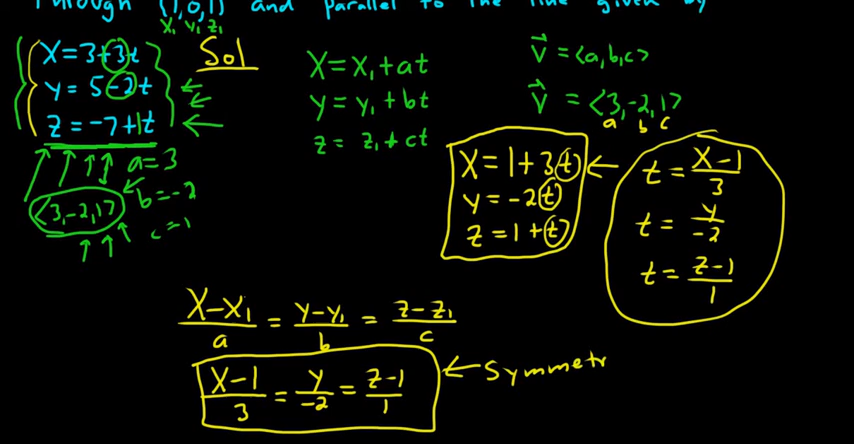 Through (1,0,1) and parallel to the line given by
x₁ y₁ z₁
X = 3+3t
y = 5-2t
z = -7+1t
Sol
X = x₁+at
y = y₁+bt
z = z₁+ct
v⃗ = <a,b,c>
v⃗ = <3,-2,1>
a b c
a=3
b=-2
c=1
<3,-2,1>
X = 1+3t
y = -2t
z = 1+t
t = (X-1)/3
t = y/-2
t = (z-1)/1
(X-x₁)/a = (y-y₁)/b = (z-z₁)/c
(X-1)/3 = y/-2 = (z-1)/1
Symmetr